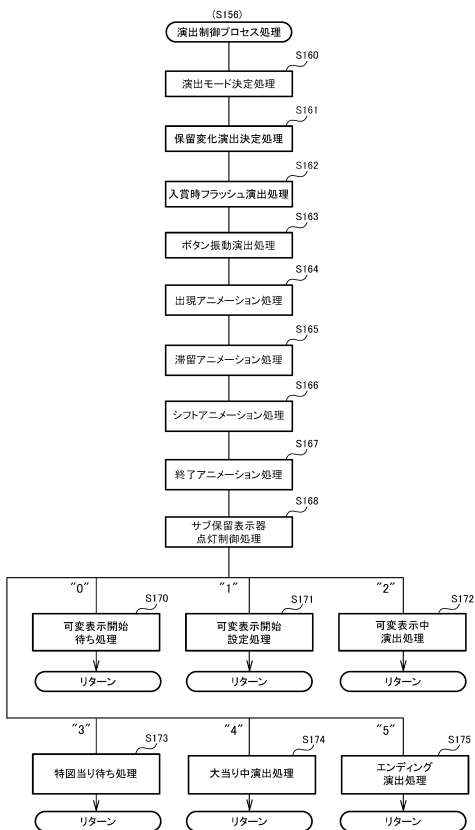 (S156)
演出制御プロセス処理
S160
演出モード決定処理
S161
保留変化演出決定処理
S162
入賞時フラッシュ演出処理
S163
ボタン振動演出処理
S164
出現アニメーション処理
S165
滞留アニメーション処理
S166
シフトアニメーション処理
S167
終了アニメーション処理
S168
サブ保留表示器
点灯制御処理
"0"
S170
可変表示開始
待ち処理
リターン
"1"
S171
可変表示開始
設定処理
リターン
"2"
S172
可変表示中
演出処理
リターン
"3"
S173
特図当り待ち処理
リターン
"4"
S174
大当り中演出処理
リターン
"5"
S175
エンディング
演出処理
リターン